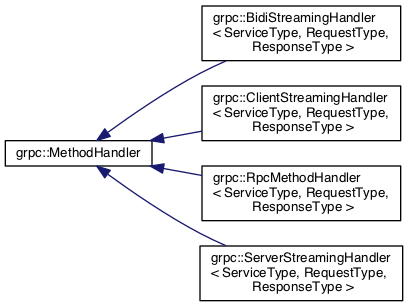 grpc::BidiStreamingHandler
< ServiceType, RequestType,
ResponseType >
grpc::ClientStreamingHandler
< ServiceType, RequestType,
ResponseType >
grpc::MethodHandler
grpc::RpcMethodHandler
< ServiceType, RequestType,
ResponseType >
grpc::ServerStreamingHandler
< ServiceType, RequestType,
ResponseType >